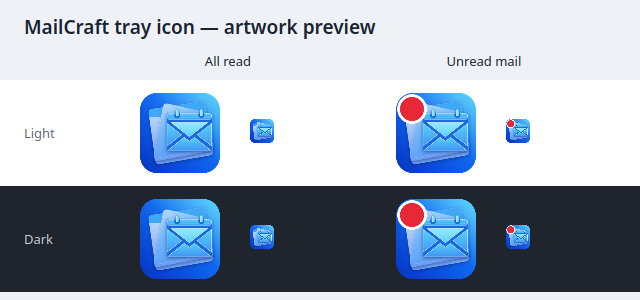 MailCraft tray icon — artwork preview
All read
Unread mail
Light
Dark